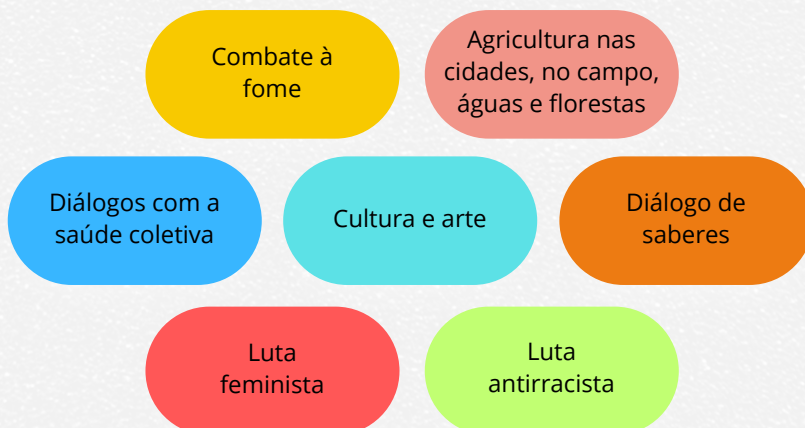 Combate à
fome
Agricultura nas
cidades, no campo,
águas e florestas
Diálogos com a
saúde coletiva
Cultura e arte
Diálogo de
saberes
Luta
feminista
Luta
antirracista